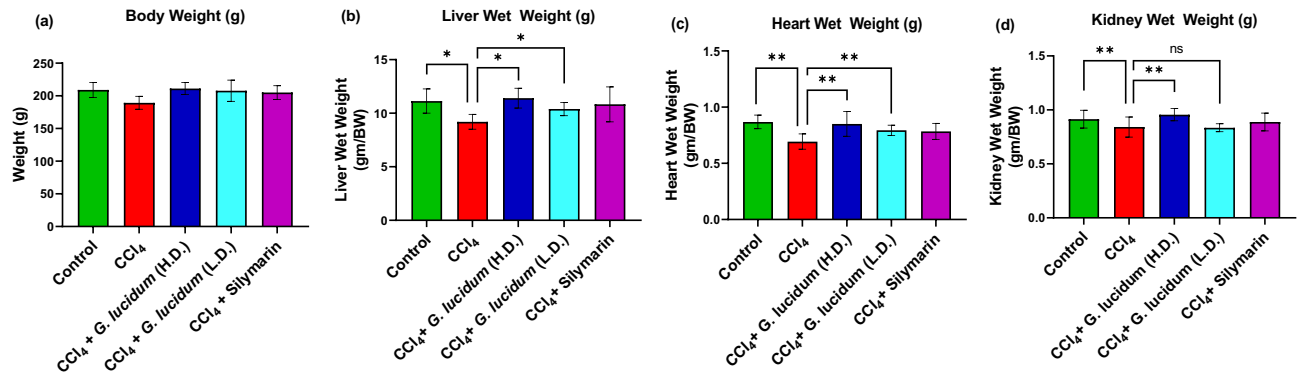 (a)
Body Weight (g)
Weight (g)
250
200
150
100
50
0
Control
CCl4
CCl4 + G. lucidum (H.D.)
CCl4 + G. lucidum (L.D.)
CCl4 + Silymarin
(b)
Liver Wet Weight (g)
Liver Wet Weight
(gm/BW)
15
10
5
0
*
*
*
Control
CCl4
CCl4+ G. lucidum (H.D.)
CCl4+ G. lucidum (L.D.)
CCl4 + Silymarin
(c)
Heart Wet Weight (g)
Heart Wet Weight
(gm/BW)
1.5
1.0
0.5
0.0
**
**
**
Control
CCl4
CCl4+ G. lucidum (H.D.)
CCl4+ G. lucidum (L.D.)
CCl4+ Silymarin
(d)
Kidney Wet Weight (g)
Kidney Wet Weight
(gm/BW)
1.5
1.0
0.5
0.0
**
ns
**
Control
CCl4
CCl4+ G. lucidum (H.D.)
CCl4+ G. lucidum (L.D.)
CCl4 + Silymarin